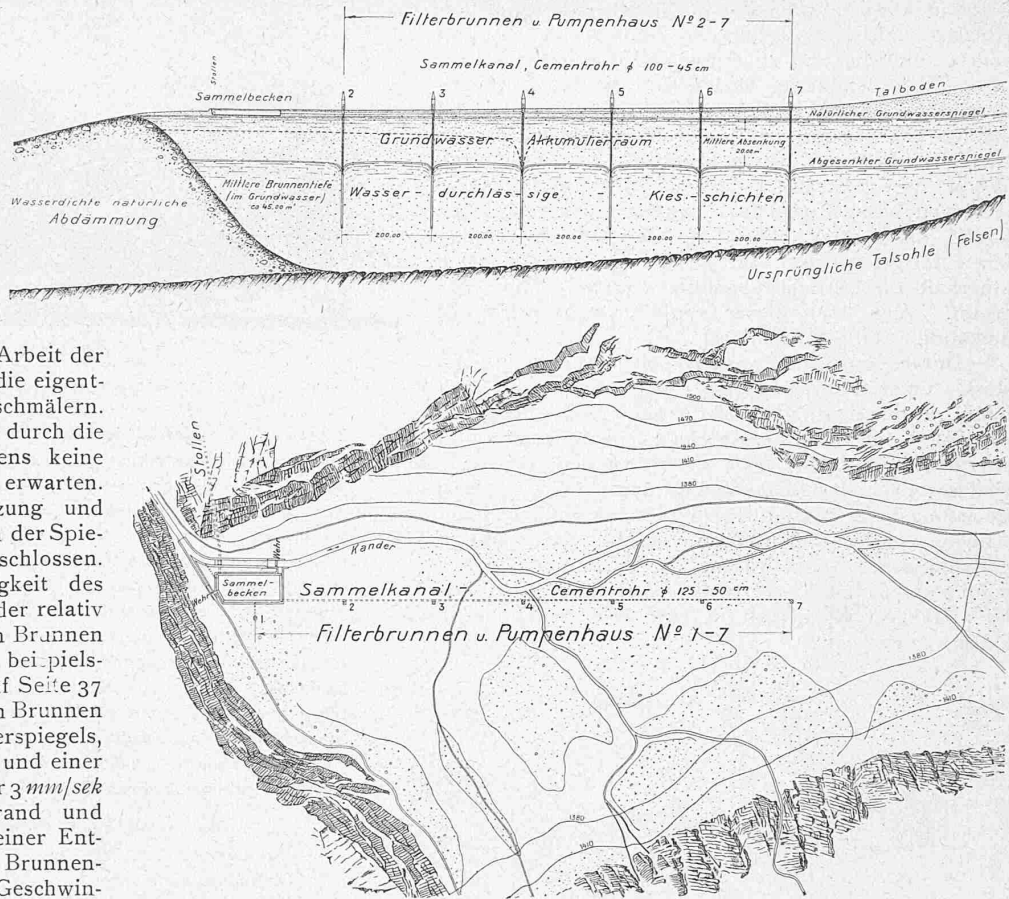 Filterbrunnen u. Pumpenhaus Nº 2-7
Sammelkanal, Cementrohr ϕ 100-45 cm
Stollen
Sammelbecken
2 3 4 5 6 7
Talboden
Natürlicher Grundwasserspiegel
Grundwasser - Akkumulierraum
Mittlere Absenkung
20.00 m
Abgesenkter Grundwasserspiegel
Mittlere Brunnentiefe
(im Grundwasser)
ca 45.00 m
Wasser - durchläs - sige - Kies - schichten
Wasserdichte natürliche
Abdämmung
200.00 200.00 200.00 200.00 200.00
Ursprüngliche Talsohle (Felsen)
Arbeit der
die eigent-
schmälern.
durch die
ens keine
erwarten.
zung und
der Spie-
schlossen.
gkeit des
der relativ
n Brunnen
beispiels-
f Seite 37
n Brunnen
erspiegels,
und einer
r 3 mm/sek
rand und
einer Ent-
Brunnen-
Geschwin-
Stollen
1500
1470
1440
1410
1380
Kander
Wehr
Wehr
Sammel-
becken
Sammelkanal - Cementrohr ϕ 125-50 cm
1 2 3 4 5 6 7
Filterbrunnen u. Pumpenhaus Nº 1-7
1380
1410
1380
1410